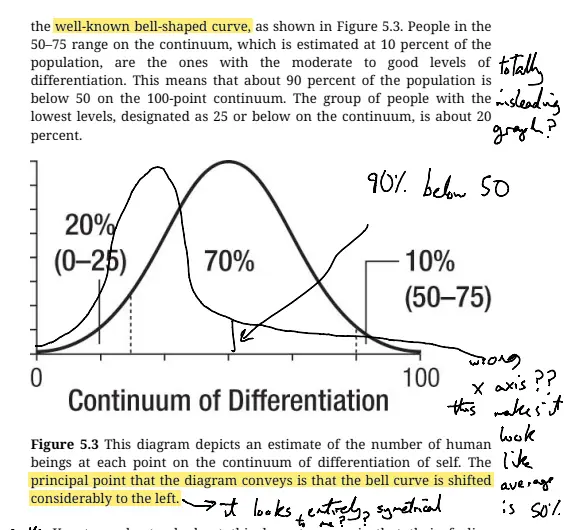 the well-known bell-shaped curve, as shown in Figure 5.3. People in the
50–75 range on the continuum, which is estimated at 10 percent of the
population, are the ones with the moderate to good levels of
differentiation. This means that about 90 percent of the population is
below 50 on the 100-point continuum. The group of people with the
lowest levels, designated as 25 or below on the continuum, is about 20
percent.
totally
misleading
graph?
90% below 50
20%
(0–25)
70%
10%
(50–75)
0
100
Continuum of Differentiation
wrong
x axis??
this makes it
look
like
average
is 50%
Figure 5.3 This diagram depicts an estimate of the number of human
beings at each point on the continuum of differentiation of self. The
principal point that the diagram conveys is that the bell curve is shifted
considerably to the left.
it looks entirely symetrical
to me??